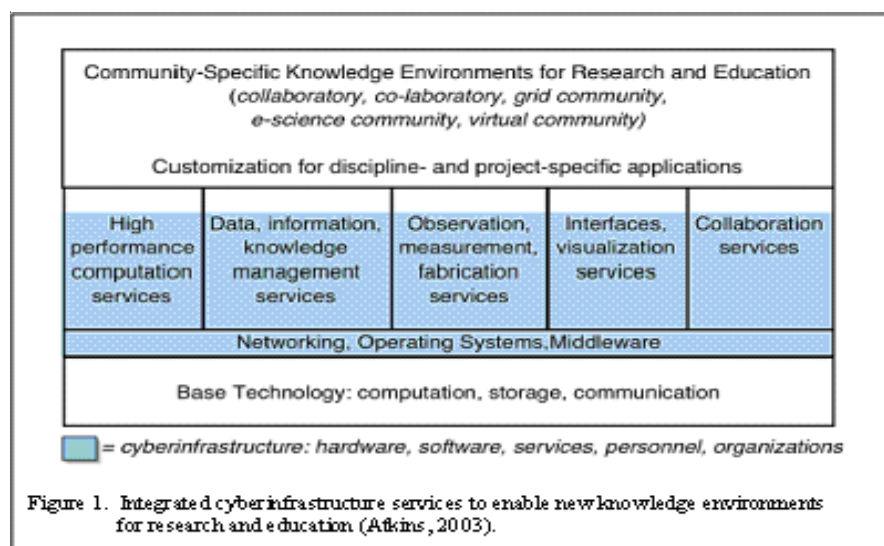 Community-Specific Knowledge Environments for Research and Education
(collaboratory, co-laboratory, grid community,
e-science community, virtual community)
Customization for discipline- and project-specific applications
High
performance
computation
services
Data, information,
knowledge
management
services
Observation,
measurement,
fabrication
services
Interfaces,
visualization
services
Collaboration
services
Networking, Operating Systems,Middleware
Base Technology: computation, storage, communication
= cyberinfrastructure: hardware, software, services, personnel, organizations
Figure 1. Integrated cyberinfrastructure services to enable new knowledge environments
for research and education (Atkins, 2003).